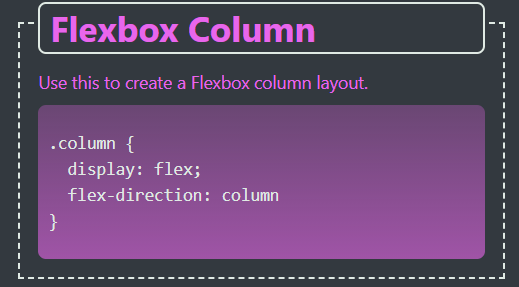 Flexbox Column
Use this to create a Flexbox column layout.
.column {
  display: flex;
  flex-direction: column
}